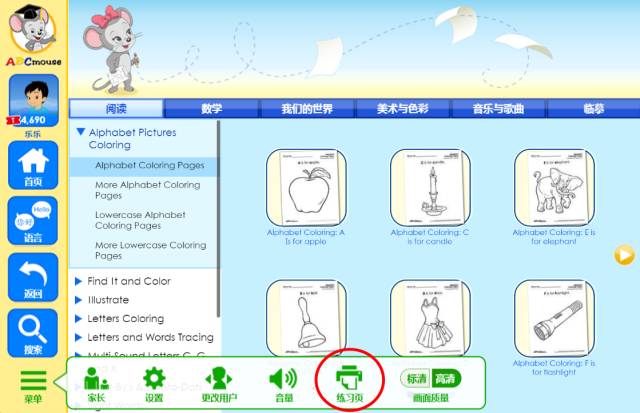 ABCmouse
4,690
乐乐
首页
Hello
你好
语言
返回
搜索
菜单
阅读
数学
我们的世界
美术与色彩
音乐与歌曲
临摹
Alphabet Pictures
Coloring
Alphabet Coloring Pages
More Alphabet Coloring
Pages
Lowercase Alphabet
Coloring Pages
More Lowercase Coloring
Pages
Find It and Color
Illustrate
Letters Coloring
Letters and Words Tracing
Alphabet Coloring: A
is for apple
Alphabet Coloring: C
is for candle
Alphabet Coloring: E is
for elephant
Alphabet Coloring: F is
for flashlight
家长
设置
更改用户
音量
练习页
标清
高清
画面质量